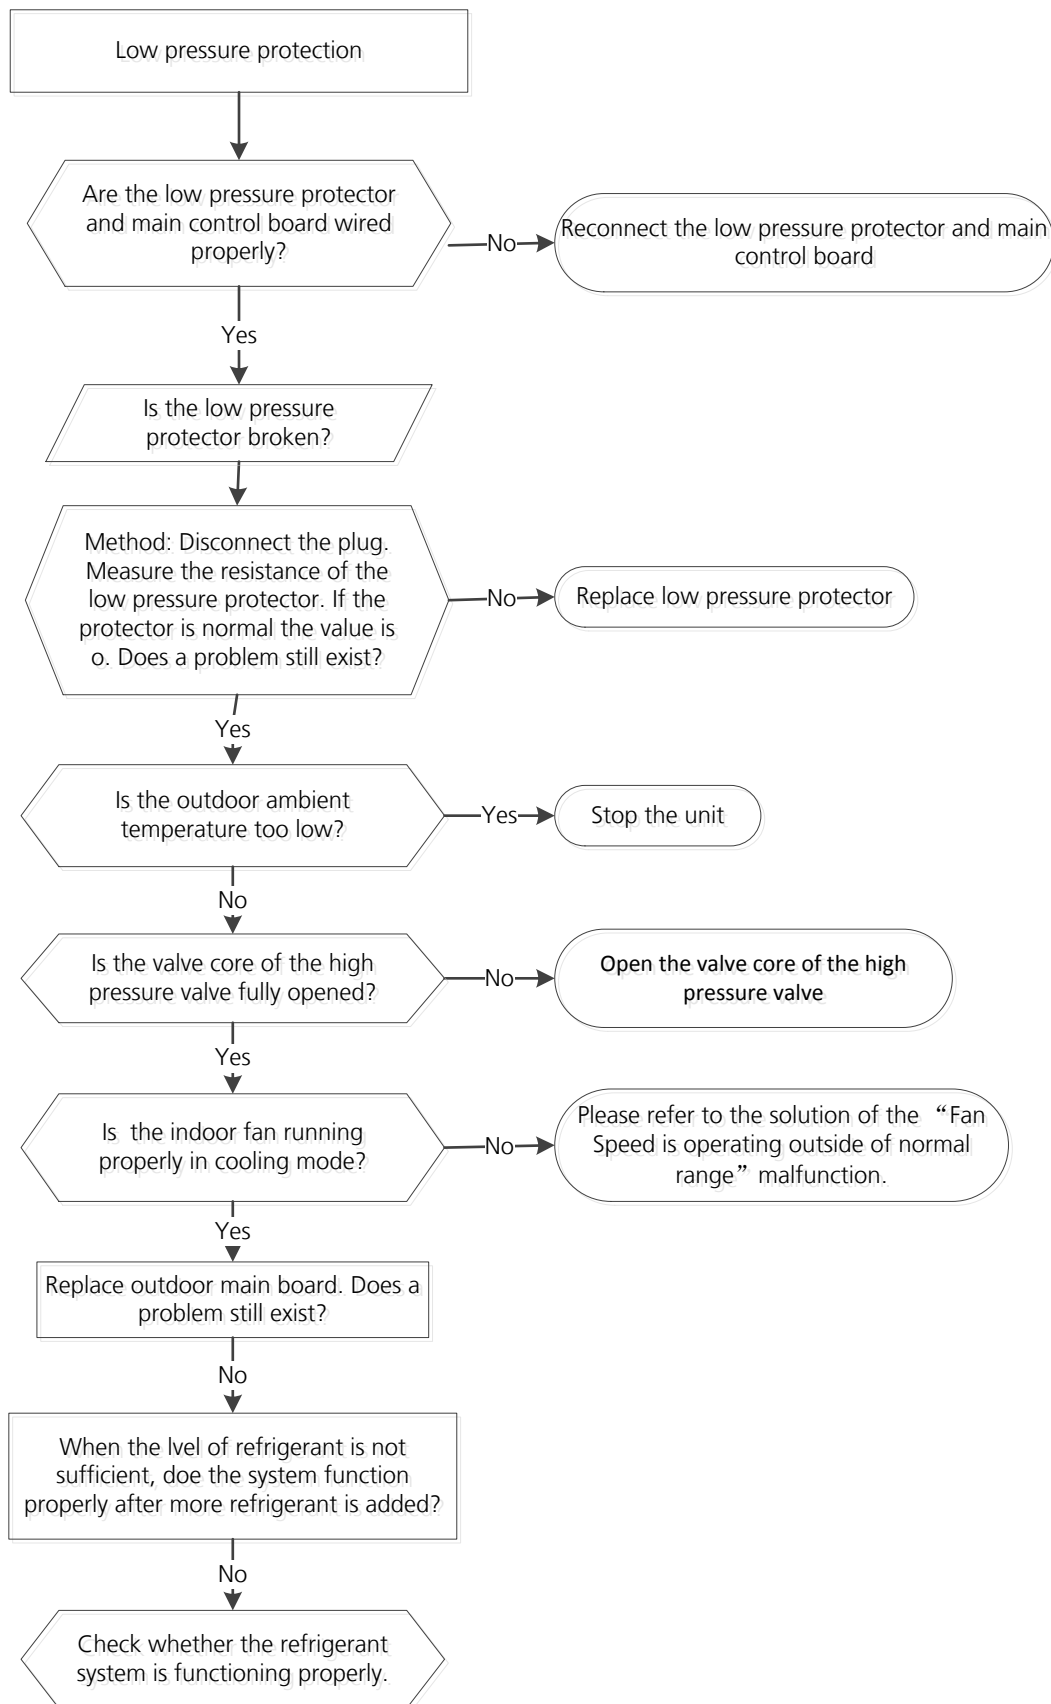 Low pressure protection
Are the low pressure protector
and main control board wired
properly?
No
Reconnect the low pressure protector and main
control board
Yes
Is the low pressure
protector broken?
Method: Disconnect the plug.
Measure the resistance of the
low pressure protector. If the
protector is normal the value is
o. Does a problem still exist?
No
Replace low pressure protector
Yes
Is the outdoor ambient
temperature too low?
Yes
Stop the unit
No
Is the valve core of the high
pressure valve fully opened?
No
Open the valve core of the high
pressure valve
Yes
Is the indoor fan running
properly in cooling mode?
No
Please refer to the solution of the “Fan
Speed is operating outside of normal
range” malfunction.
Yes
Replace outdoor main board. Does a
problem still exist?
No
When the lvel of refrigerant is not
sufficient, doe the system function
properly after more refrigerant is added?
No
Check whether the refrigerant
system is functioning properly.